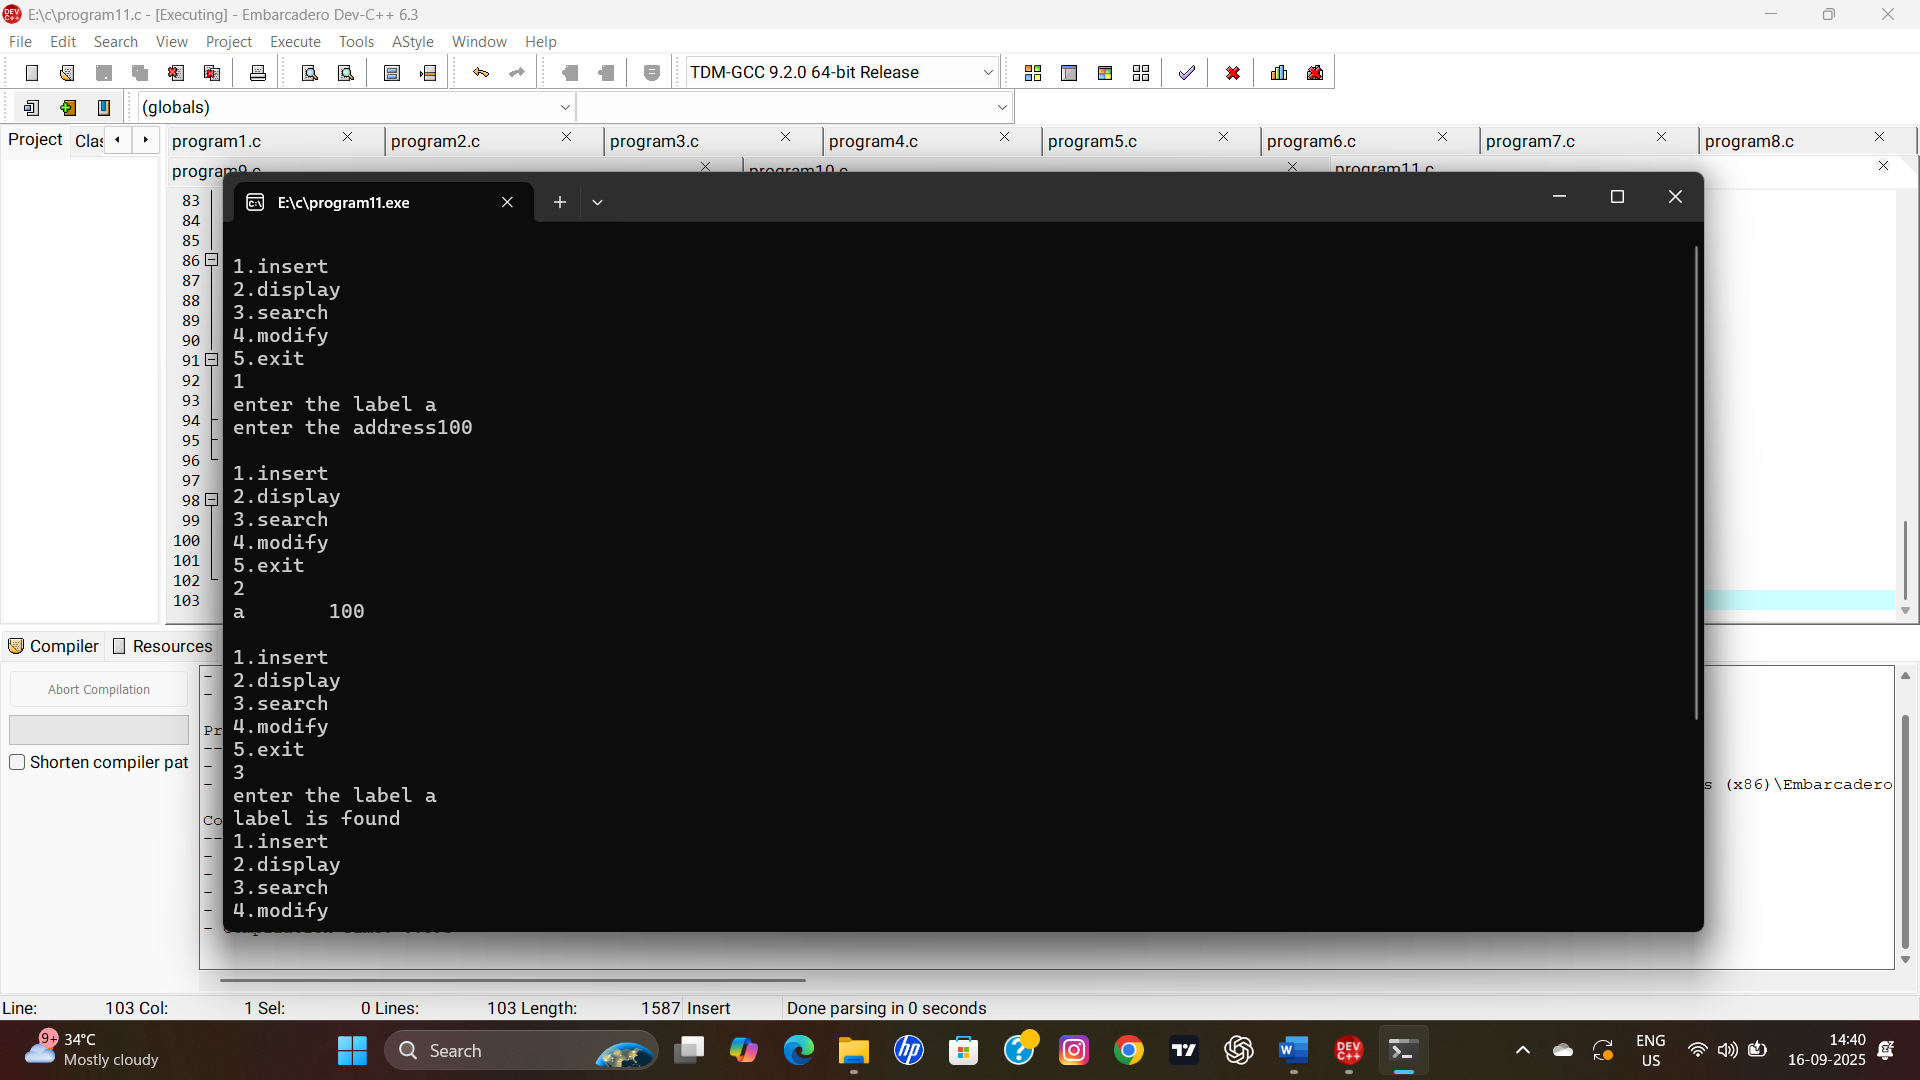 E:\c\program11.c - [Executing] - Embarcadero Dev-C++ 6.3
File Edit Search View Project Execute Tools AStyle Window Help
TDM-GCC 9.2.0 64-bit Release
(globals)
Project Clas program1.c program2.c program3.c program4.c program5.c program6.c program7.c program8.c
program9.c program10.c program11.c
E:\c\program11.exe
83
84
85
86
87
88
89
90
91
92
93
94
95
96
97
98
99
100
101
102
103
1.insert
2.display
3.search
4.modify
5.exit
1
enter the label a
enter the address100
1.insert
2.display
3.search
4.modify
5.exit
2
a 100
1.insert
2.display
3.search
4.modify
5.exit
3
enter the label a
label is found
1.insert
2.display
3.search
4.modify
Compiler Resources
Abort Compilation
Shorten compiler pat
Pr
s (x86)\Embarcadero
Co
Line: 103 Col: 1 Sel: 0 Lines: 103 Length: 1587 Insert Done parsing in 0 seconds
9+ 34°C
Mostly cloudy
Search
ENG
US
14:40
16-09-2025